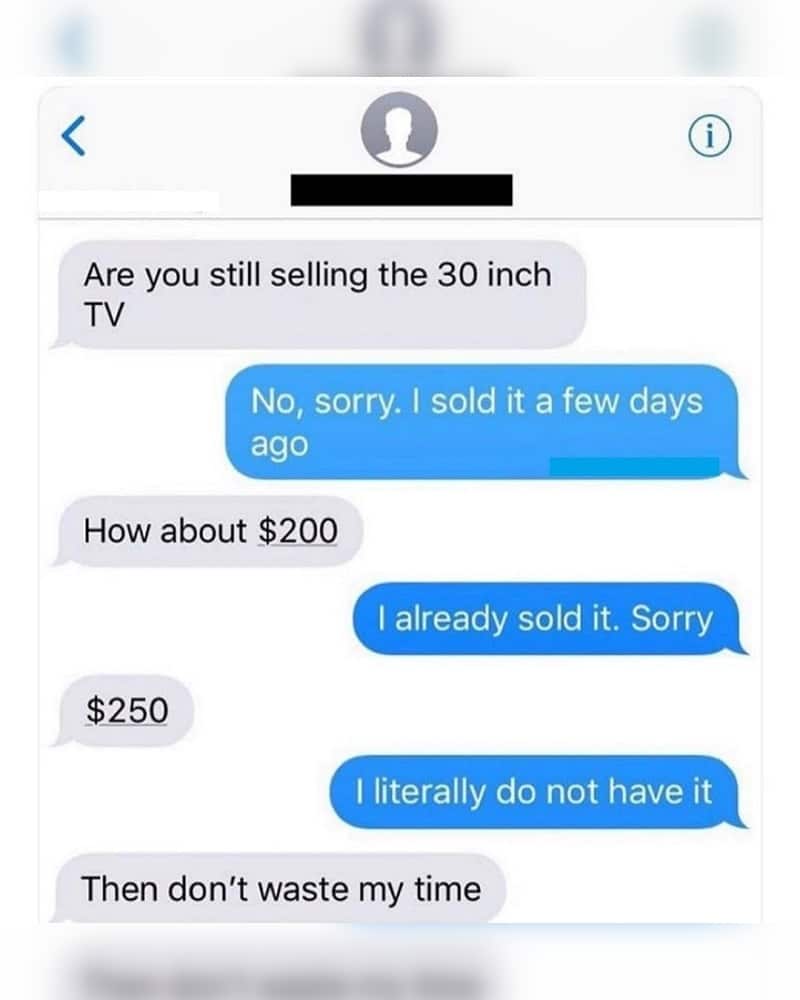 Are you still selling the 30 inch
TV
No, sorry. I sold it a few days
ago
How about $200
I already sold it. Sorry
$250
I literally do not have it
Then don't waste my time